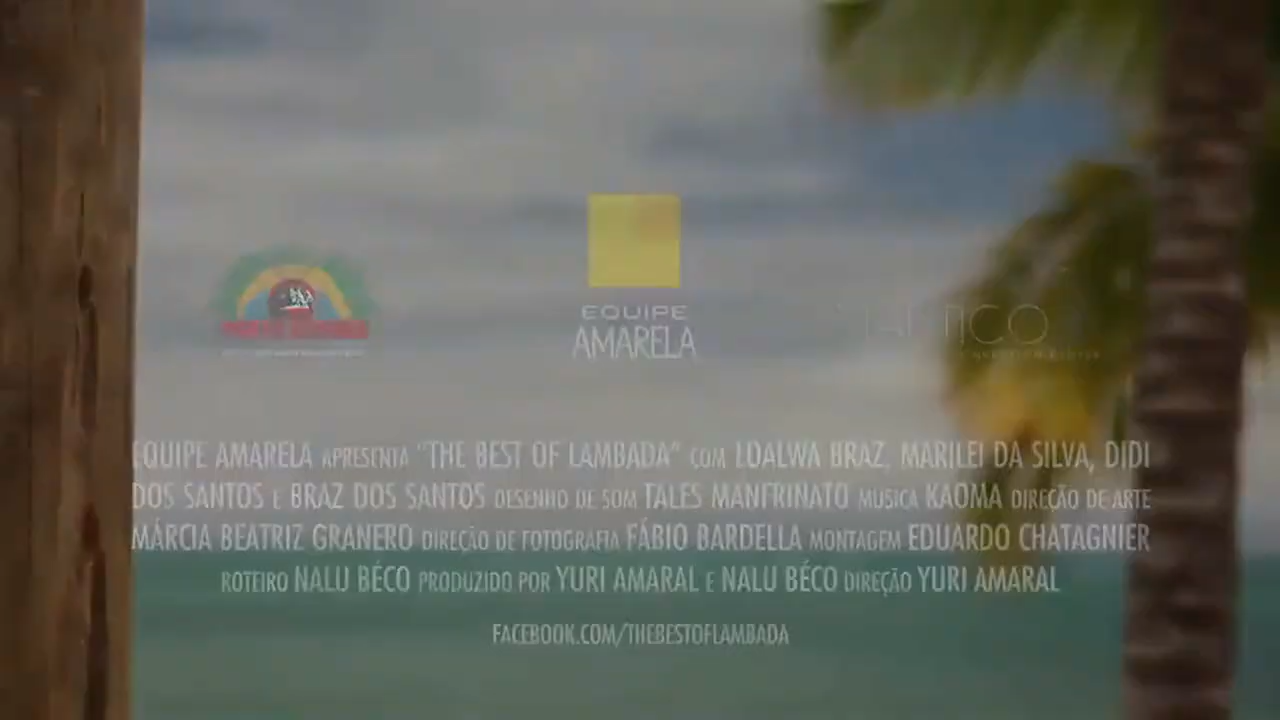 EQUIPE
AMARELA
EQUIPE AMARELA APRESENTA "THE BEST OF LAMBADA" COM LOALWA BRAZ, MARILEI DA SILVA, DIDI
DOS SANTOS E BRAZ DOS SANTOS DESENHO DE SOM TALES MANFRINATO MÚSICA KAOMA DIREÇÃO DE ARTE
MÁRCIA BEATRIZ GRANERO DIREÇÃO DE FOTOGRAFIA FÁBIO BARDELLA MONTAGEM EDUARDO CHATAGNIER
ROTEIRO NALU BÉCO PRODUZIDO POR YURI AMARAL E NALU BÉCO DIREÇÃO YURI AMARAL
FACEBOOK.COM/THEBESTOFLAMBADA